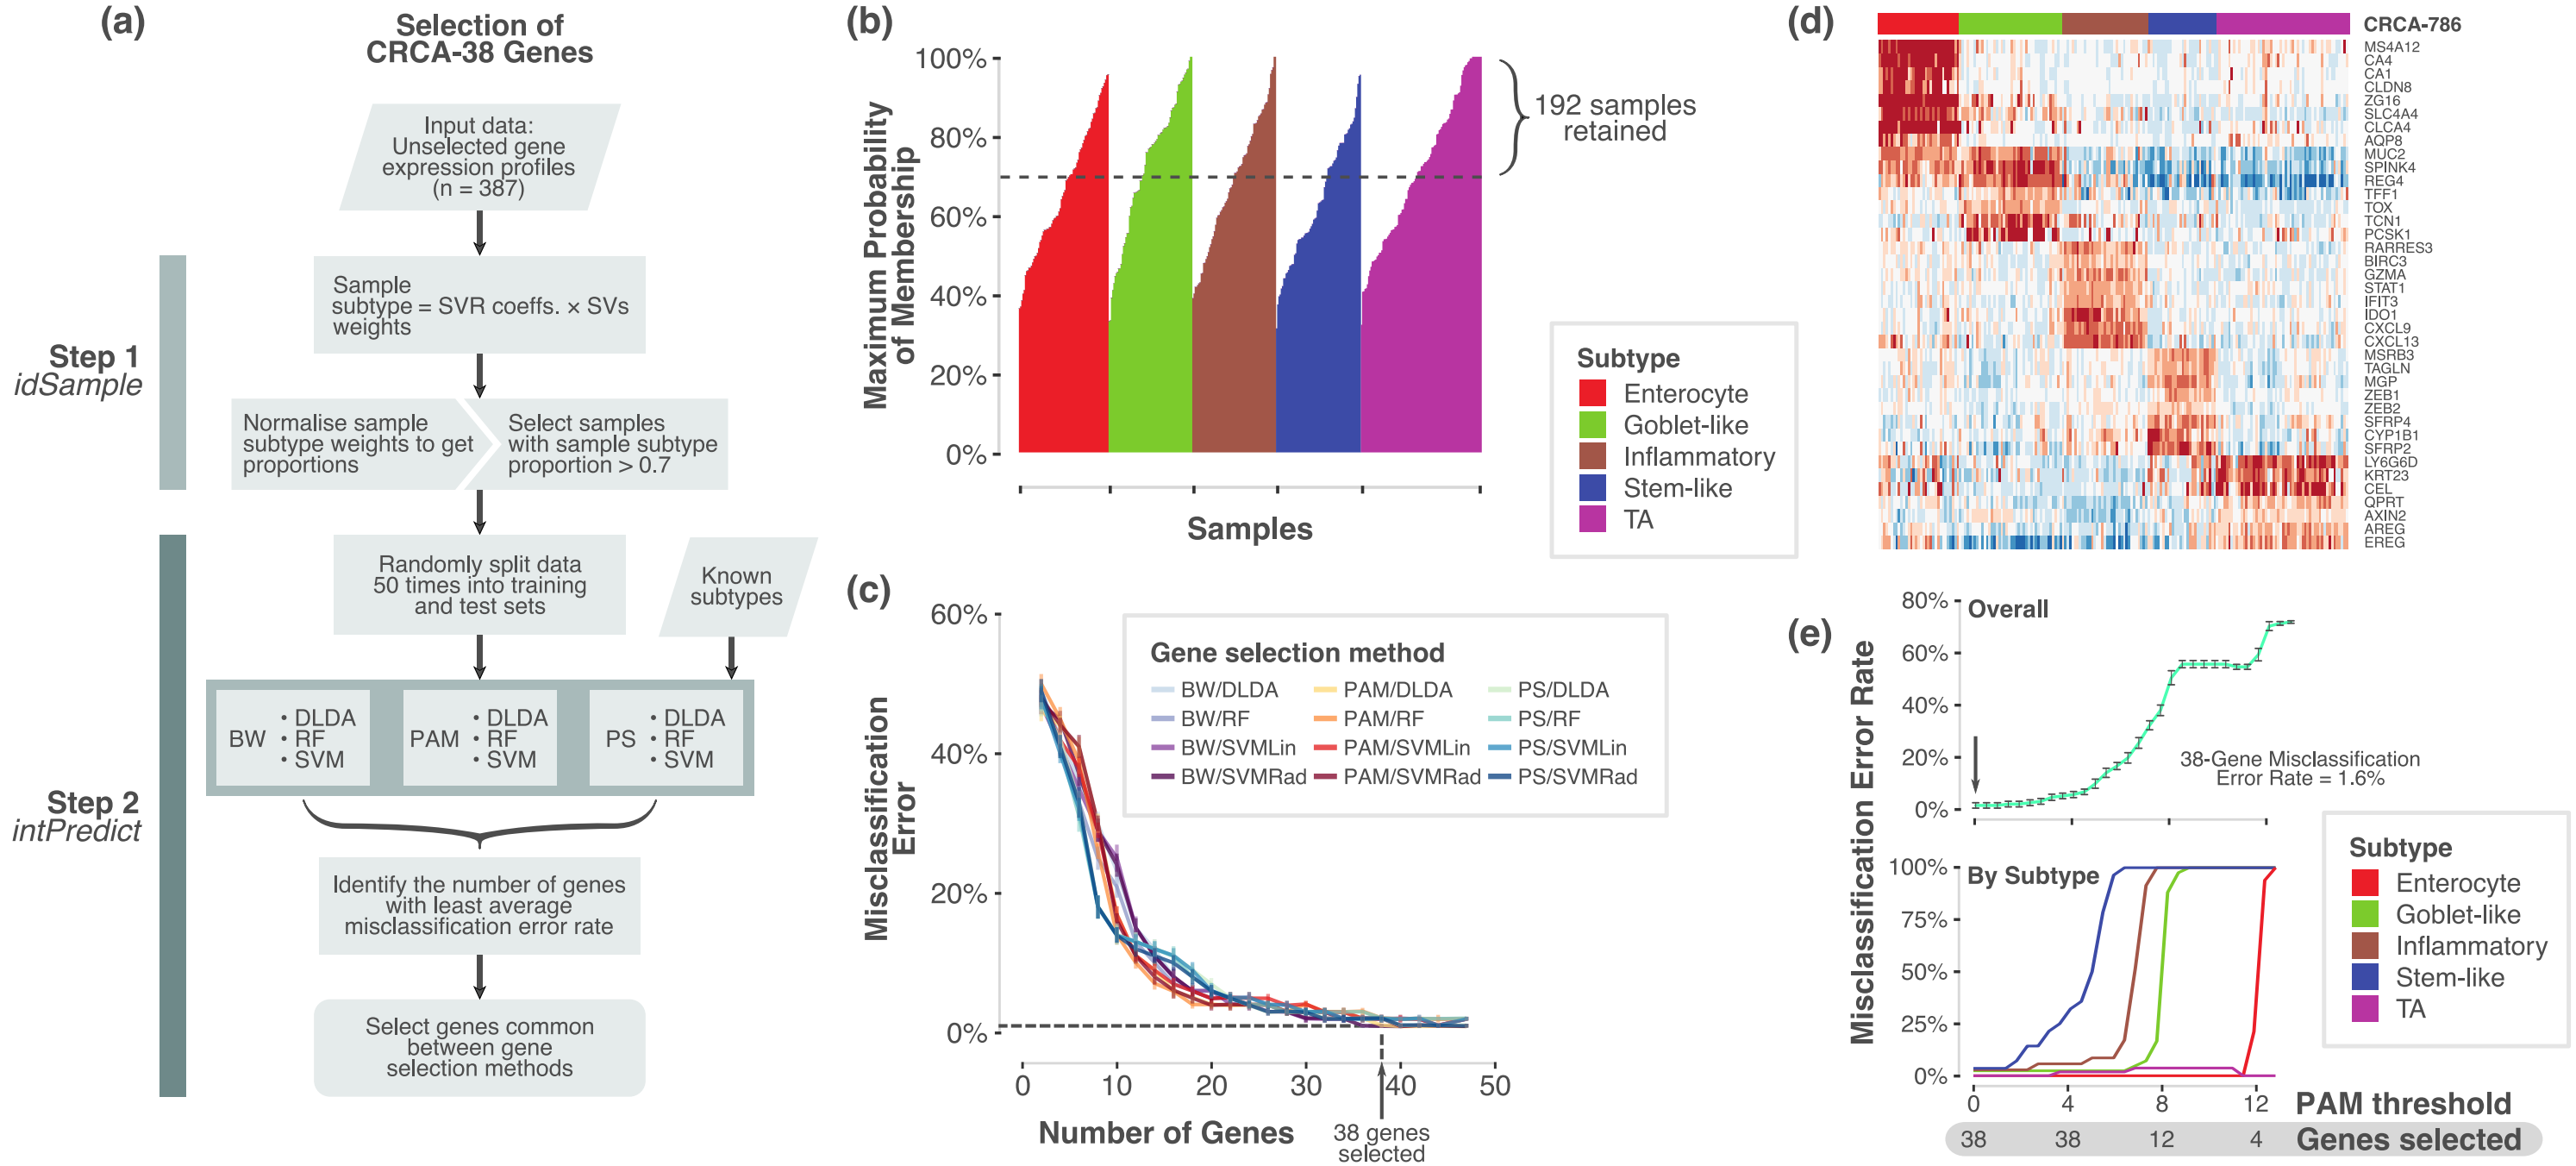 (a)
Selection of
CRCA-38 Genes
Input data:
Unselected gene
expression profiles
(n = 387)
Step 1
idSample
Sample
subtype = SVR coeffs. × SVs
weights
Normalise sample
subtype weights to get
proportions
Select samples
with sample subtype
proportion > 0.7
Step 2
intPredict
Randomly split data
50 times into training
and test sets
Known
subtypes
BW
• DLDA
• RF
• SVM
PAM
• DLDA
• RF
• SVM
PS
• DLDA
• RF
• SVM
Identify the number of genes
with least average
misclassification error rate
Select genes common
between gene
selection methods
(b)
Maximum Probability
of Membership
100%
80%
60%
40%
20%
0%
Samples
192 samples
retained
Subtype
Enterocyte
Goblet-like
Inflammatory
Stem-like
TA
(c)
Misclassification
Error
60%
40%
20%
0%
Gene selection method
BW/DLDA
BW/RF
BW/SVMLin
BW/SVMRad
PAM/DLDA
PAM/RF
PAM/SVMLin
PAM/SVMRad
PS/DLDA
PS/RF
PS/SVMLin
PS/SVMRad
0 10 20 30 40 50
Number of Genes
38 genes
selected
(d)
CRCA-786
MS4A12
CA4
CA1
CLDN8
ZG16
SLC4A4
CLCA4
AQP8
MUC2
SPINK4
REG4
TFF1
TOX
TCN1
PCSK1
RARRES3
BIRC3
GZMA
STAT1
IFIT3
IDO1
CXCL9
CXCL13
MSRB3
TAGLN
MGP
ZEB1
ZEB2
SFRP4
CYP1B1
SFRP2
LY6G6D
KRT23
CEL
QPRT
AXIN2
AREG
EREG
(e)
Misclassification Error Rate
80%
60%
40%
20%
0%
Overall
38-Gene Misclassification
Error Rate = 1.6%
100%
75%
50%
25%
0%
By Subtype
Subtype
Enterocyte
Goblet-like
Inflammatory
Stem-like
TA
0 4 8 12 PAM threshold
38 38 12 4 Genes selected